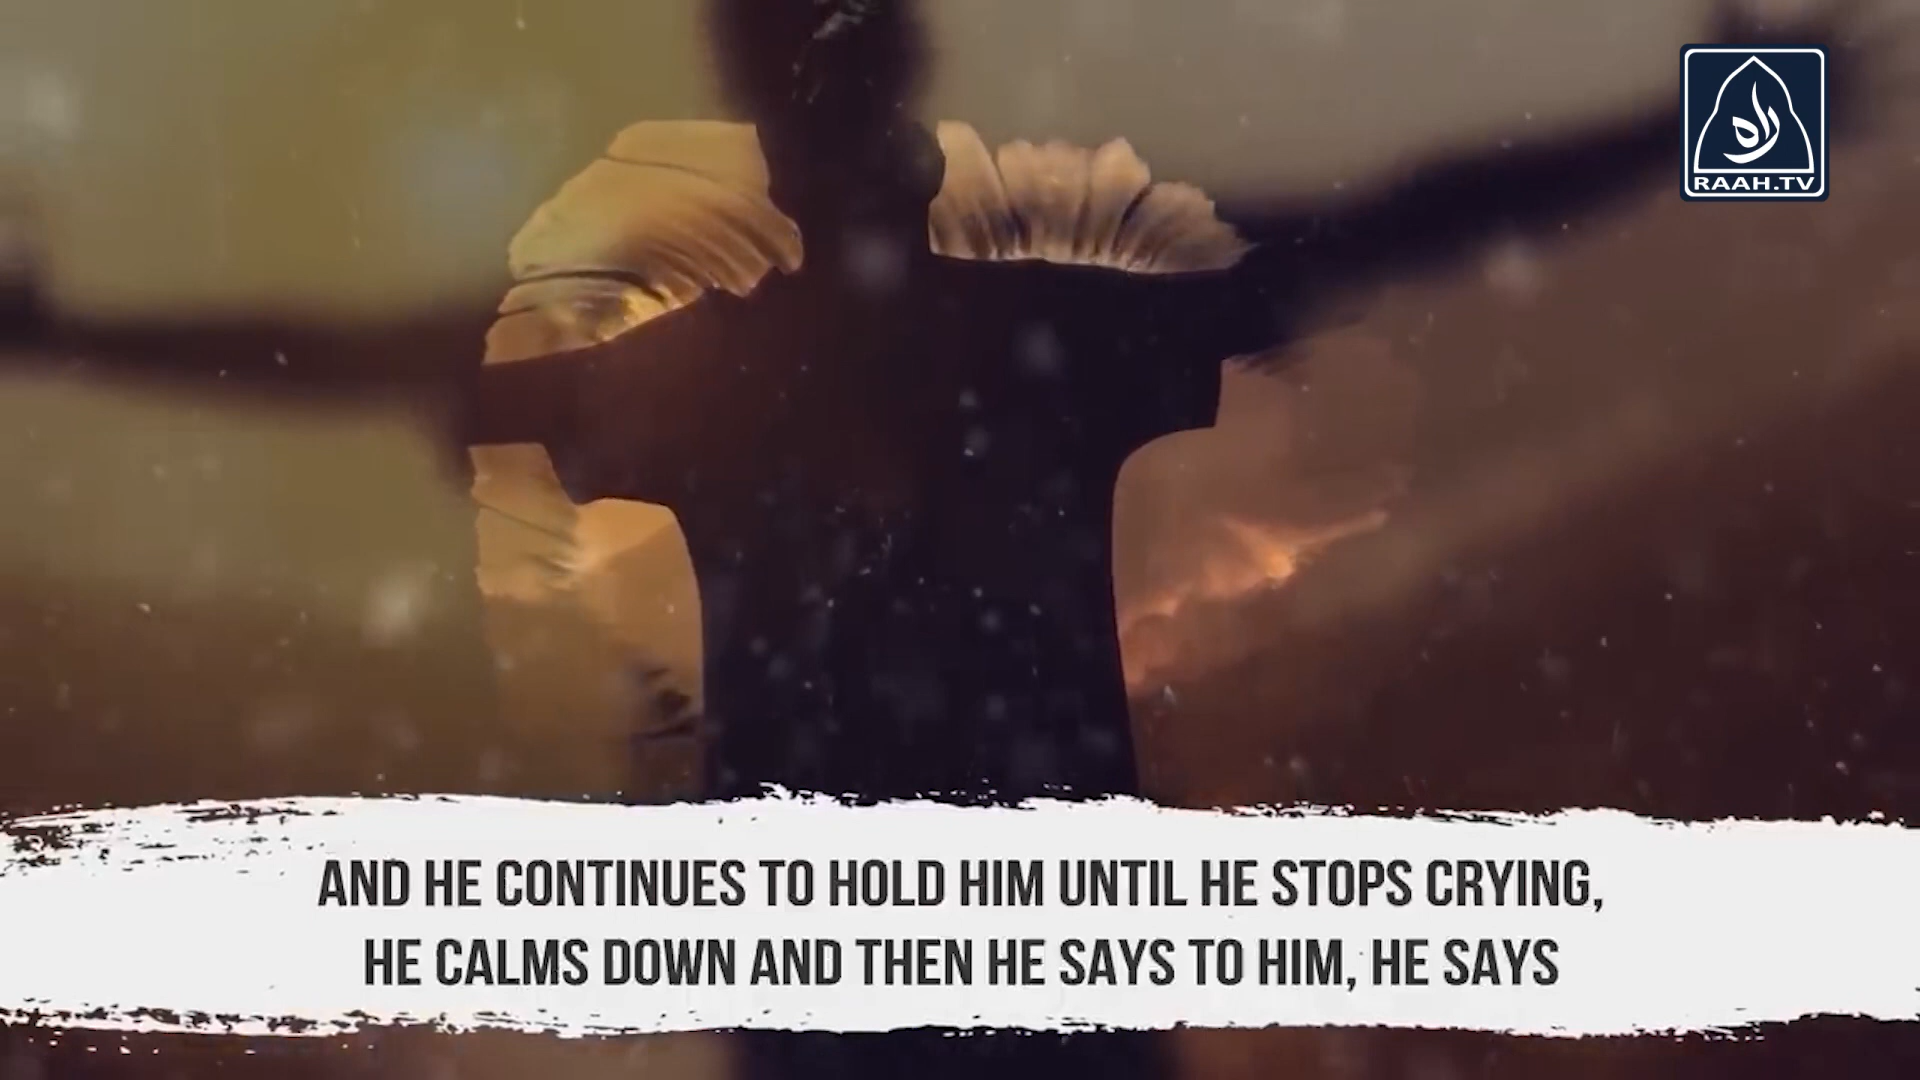 راه
RAAH.TV
AND HE CONTINUES TO HOLD HIM UNTIL HE STOPS CRYING,
HE CALMS DOWN AND THEN HE SAYS TO HIM, HE SAYS